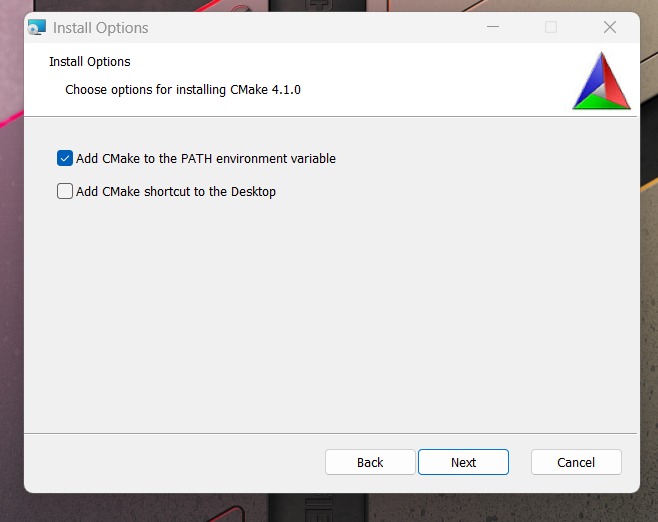 Install Options
Install Options
Choose options for installing CMake 4.1.0
Add CMake to the PATH environment variable
Add CMake shortcut to the Desktop
Back
Next
Cancel